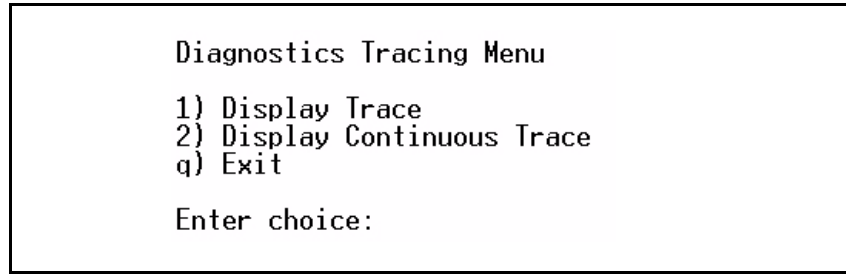 Diagnostics Tracing Menu
1) Display Trace
2) Display Continuous Trace
q) Exit
Enter choice: